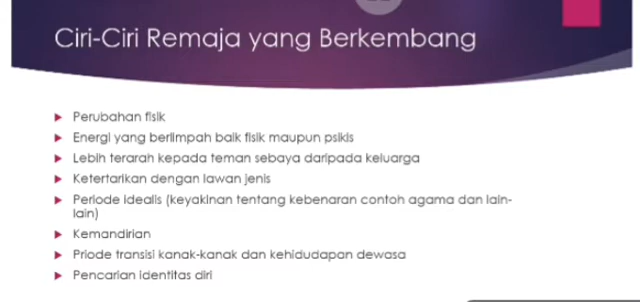 Ciri-Ciri Remaja yang Berkembang
Perubahan fisik
Energi yang berlimpah baik fisik maupun psikis
Lebih terarah kepada teman sebaya daripada keluarga
Ketertarikan dengan lawan jenis
Periode idealis (keyakinan tentang kebenaran contoh agama dan lain-
lain)
Kemandirian
Priode transisi kanak-kanak dan kehidudapan dewasa
Pencarian identitas diri